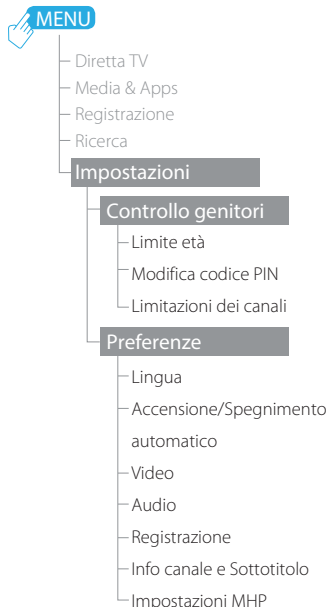 MENU
Diretta TV
Media & Apps
Registrazione
Ricerca
Impostazioni
Controllo genitori
Limite età
Modifica codice PIN
Limitazioni dei canali
Preferenze
Lingua
Accensione/Spegnimento
automatico
Video
Audio
Registrazione
Info canale e Sottotitolo
Impostazioni MHP